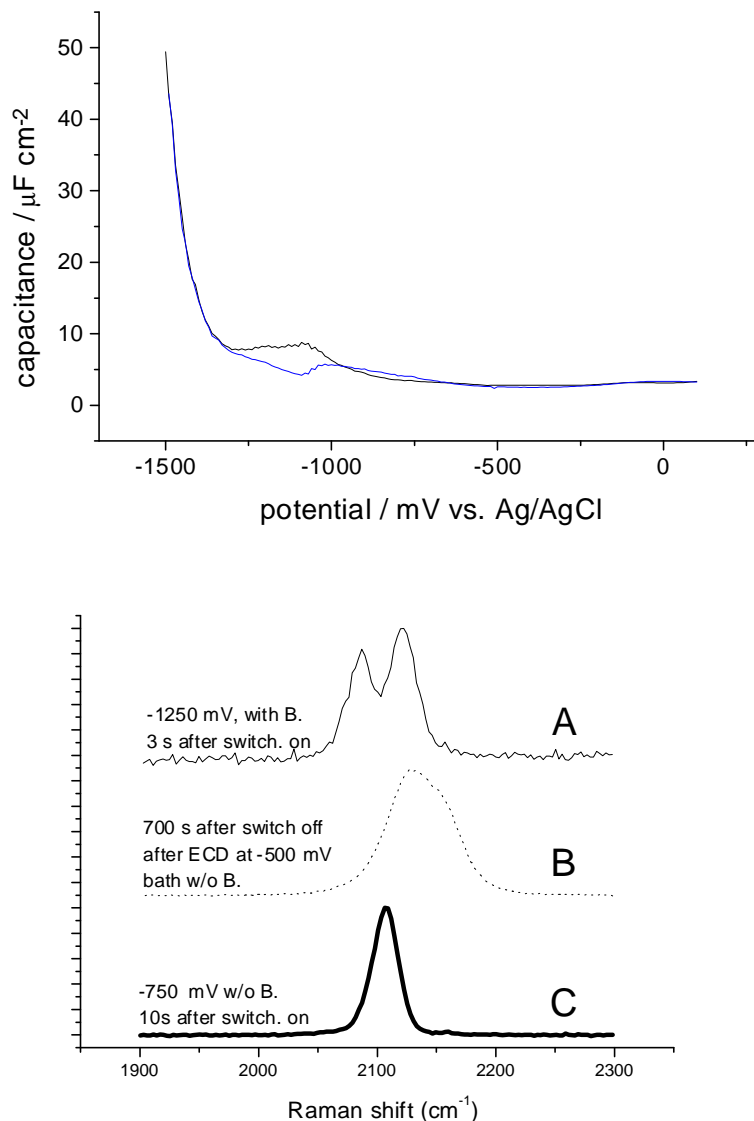 50
40
30
20
10
0
capacitance / μF cm-2
-1500 -1000 -500 0
potential / mV vs. Ag/AgCl
-1250 mV, with B.
3 s after switch. on
A
700 s after switch off
after ECD at -500 mV
bath w/o B.
B
-750 mV w/o B.
10s after switch. on
C
1900 2000 2100 2200 2300
Raman shift (cm-1)